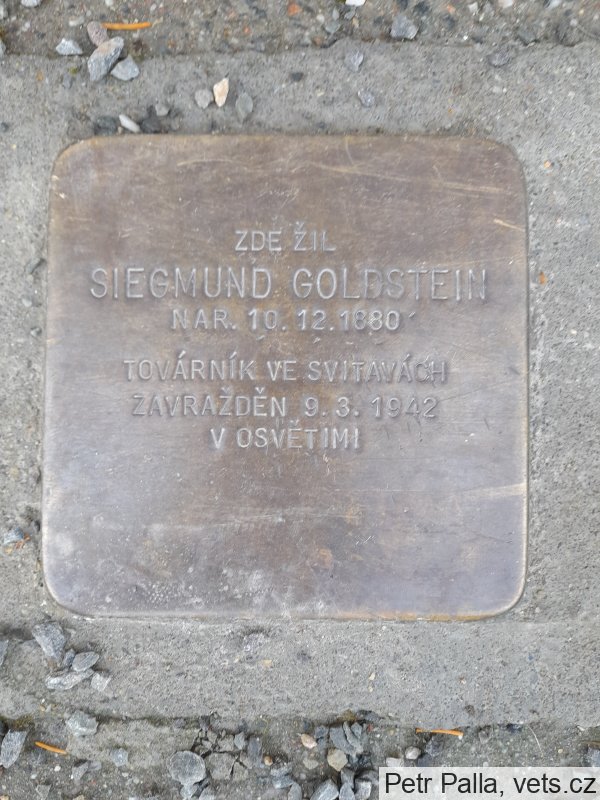 ZDE ŽIL
SIEGMUND GOLDSTEIN
NAR. 10.12.1880
TOVÁRNÍK VE SVITAVÁCH
ZAVRAŽDĚN 9.3.1942
V OSVĚTIMI
Petr Palla, vets.cz